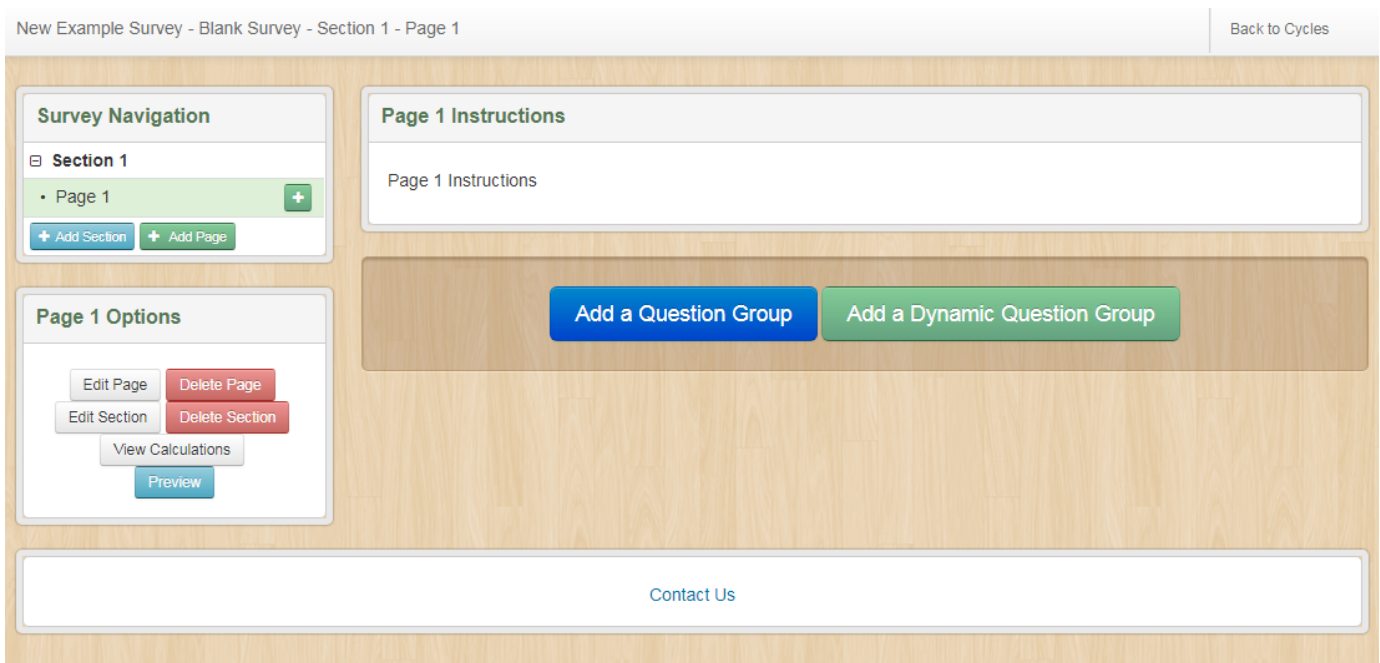 New Example Survey - Blank Survey - Section 1 - Page 1
Back to Cycles
Survey Navigation
Section 1
Page 1
Add Section
Add Page
Page 1 Options
Edit Page
Delete Page
Edit Section
Delete Section
View Calculations
Preview
Page 1 Instructions
Page 1 Instructions
Add a Question Group
Add a Dynamic Question Group
Contact Us